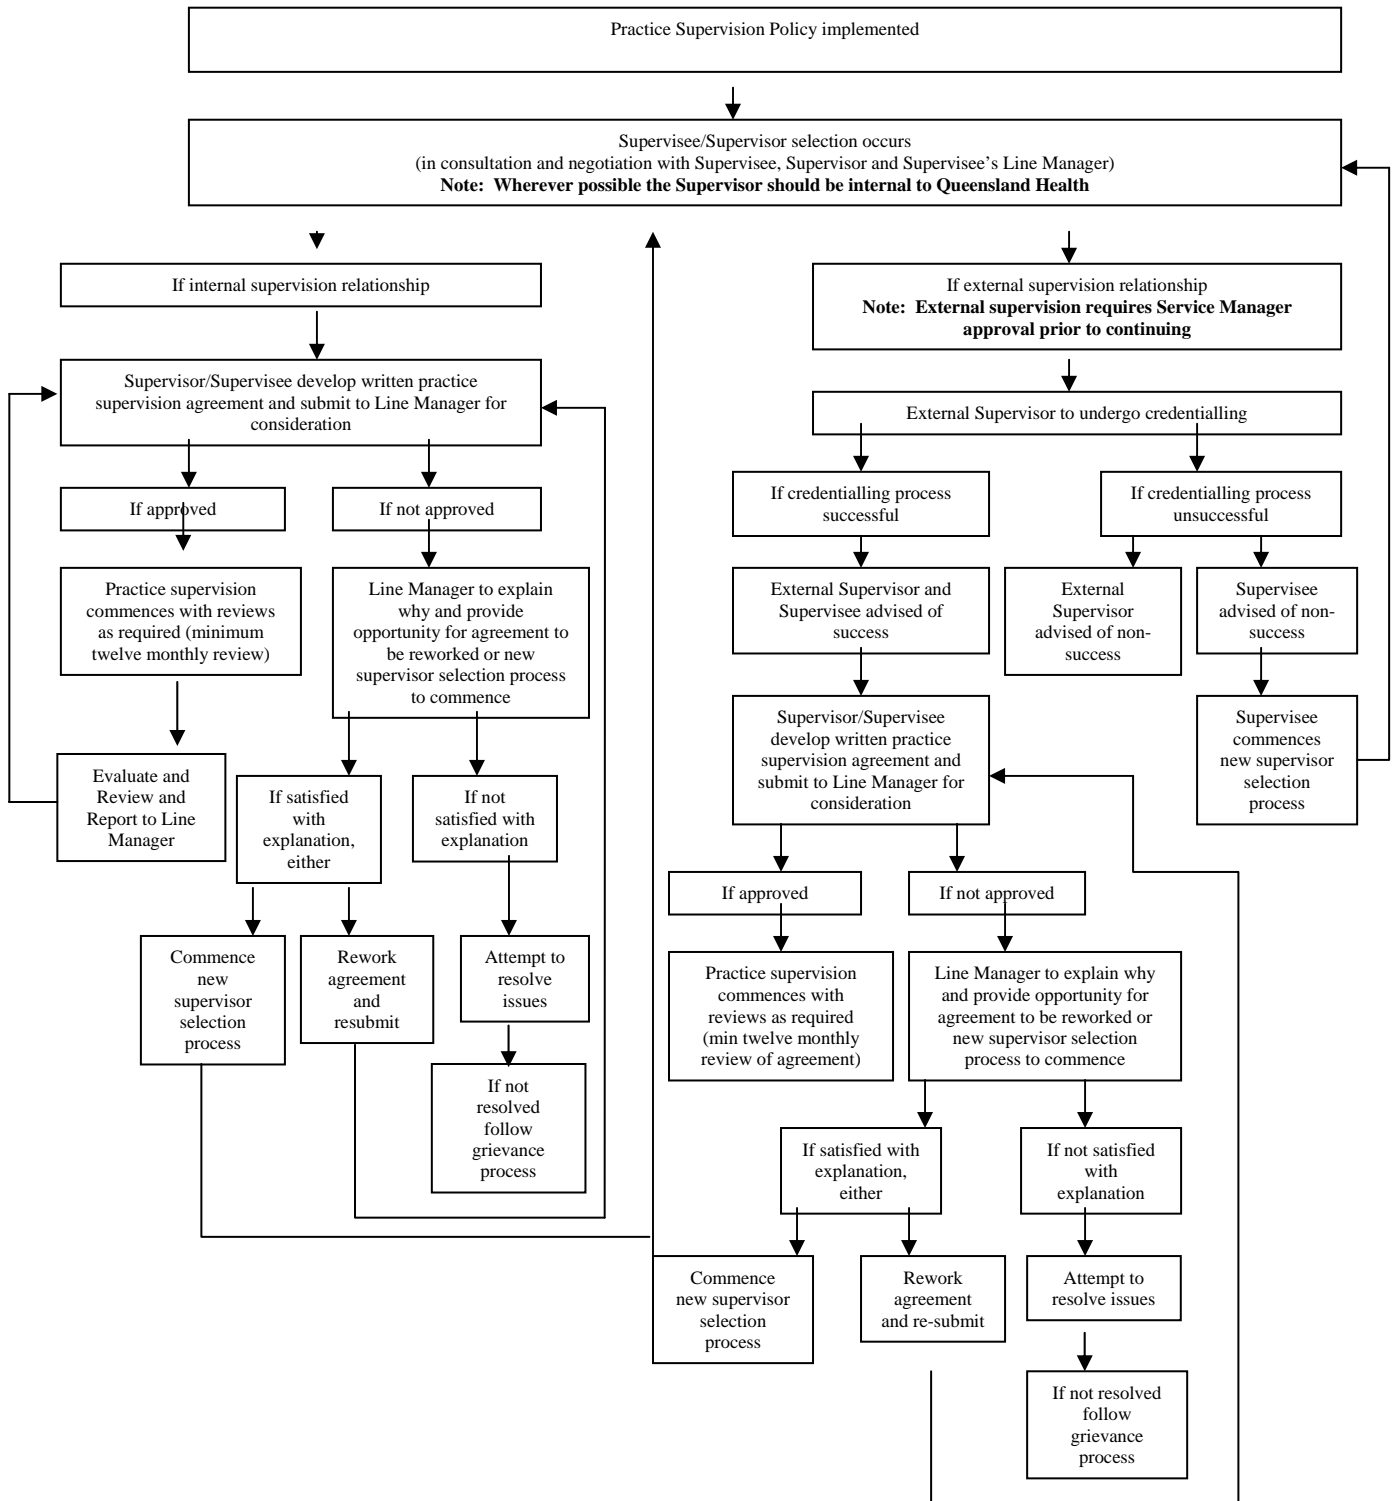 Practice Supervision Policy implemented
Supervisee/Supervisor selection occurs
(in consultation and negotiation with Supervisee, Supervisor and Supervisee's Line Manager)
Note:  Wherever possible the Supervisor should be internal to Queensland Health
If internal supervision relationship
Supervisor/Supervisee develop written practice
supervision agreement and submit to Line Manager for
consideration
If approved
If not approved
Practice supervision
commences with reviews
as required (minimum
twelve monthly review)
Line Manager to explain
why and provide
opportunity for agreement to
be reworked or new
supervisor selection process
to commence
Evaluate and
Review and
Report to Line
Manager
If satisfied
with
explanation,
either
If not
satisfied with
explanation
Commence
new
supervisor
selection
process
Rework
agreement
and
resubmit
Attempt to
resolve
issues
If not
resolved
follow
grievance
process
If external supervision relationship
Note:  External supervision requires Service Manager
approval prior to continuing
External Supervisor to undergo credentialling
If credentialling process
successful
If credentialling process
unsuccessful
External Supervisor and
Supervisee advised of
success
External
Supervisor
advised of non-
success
Supervisee
advised of non-
success
Supervisor/Supervisee
develop written practice
supervision agreement and
submit to Line Manager for
consideration
Supervisee
commences
new supervisor
selection
process
If approved
If not approved
Practice supervision
commences with
reviews as required
(min twelve monthly
review of agreement)
Line Manager to explain why
and provide opportunity for
agreement to be reworked or
new supervisor selection
process to commence
If satisfied with
explanation,
either
If not satisfied
with
explanation
Commence
new supervisor
selection
process
Rework
agreement
and re-submit
Attempt to
resolve issues
If not resolved
follow
grievance
process